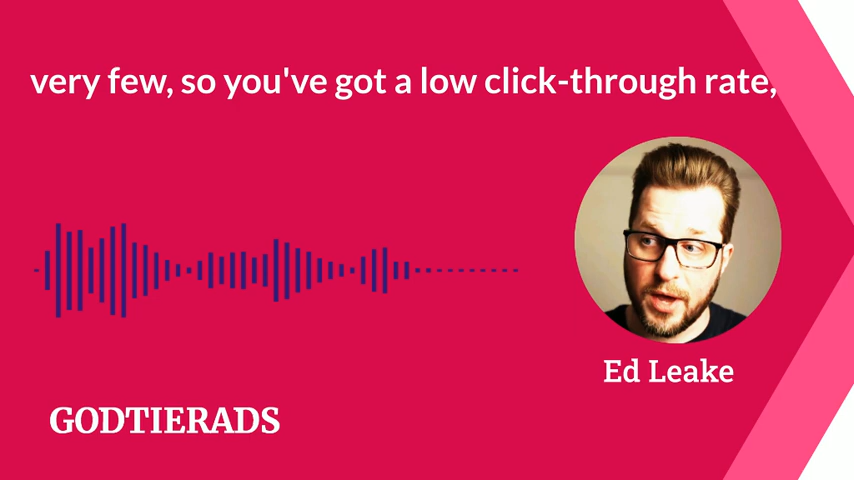 very few, so you've got a low click-through rate,
Ed Leake
GODTIERADS